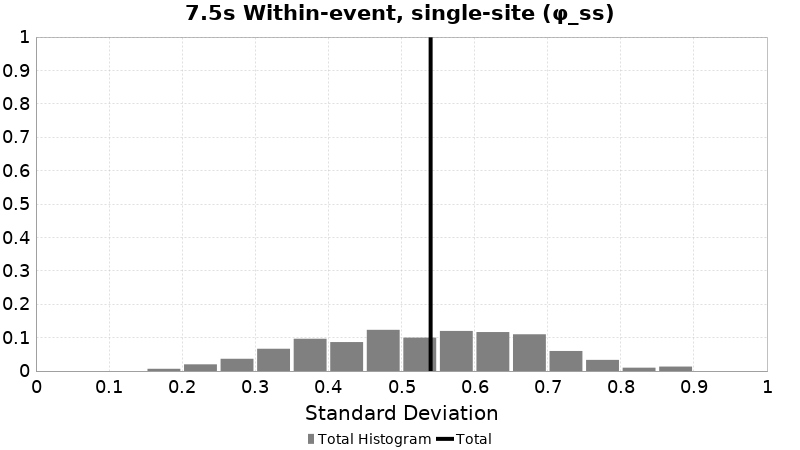 7.5s Within-event, single-site (φ_ss)
1
0.9
0.8
0.7
0.6
0.5
0.4
0.3
0.2
0.1
0
0 0.1 0.2 0.3 0.4 0.5 0.6 0.7 0.8 0.9 1
Standard Deviation
Total Histogram Total